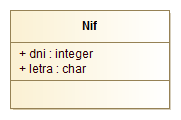 Nif
+ dni : integer
+ letra : char